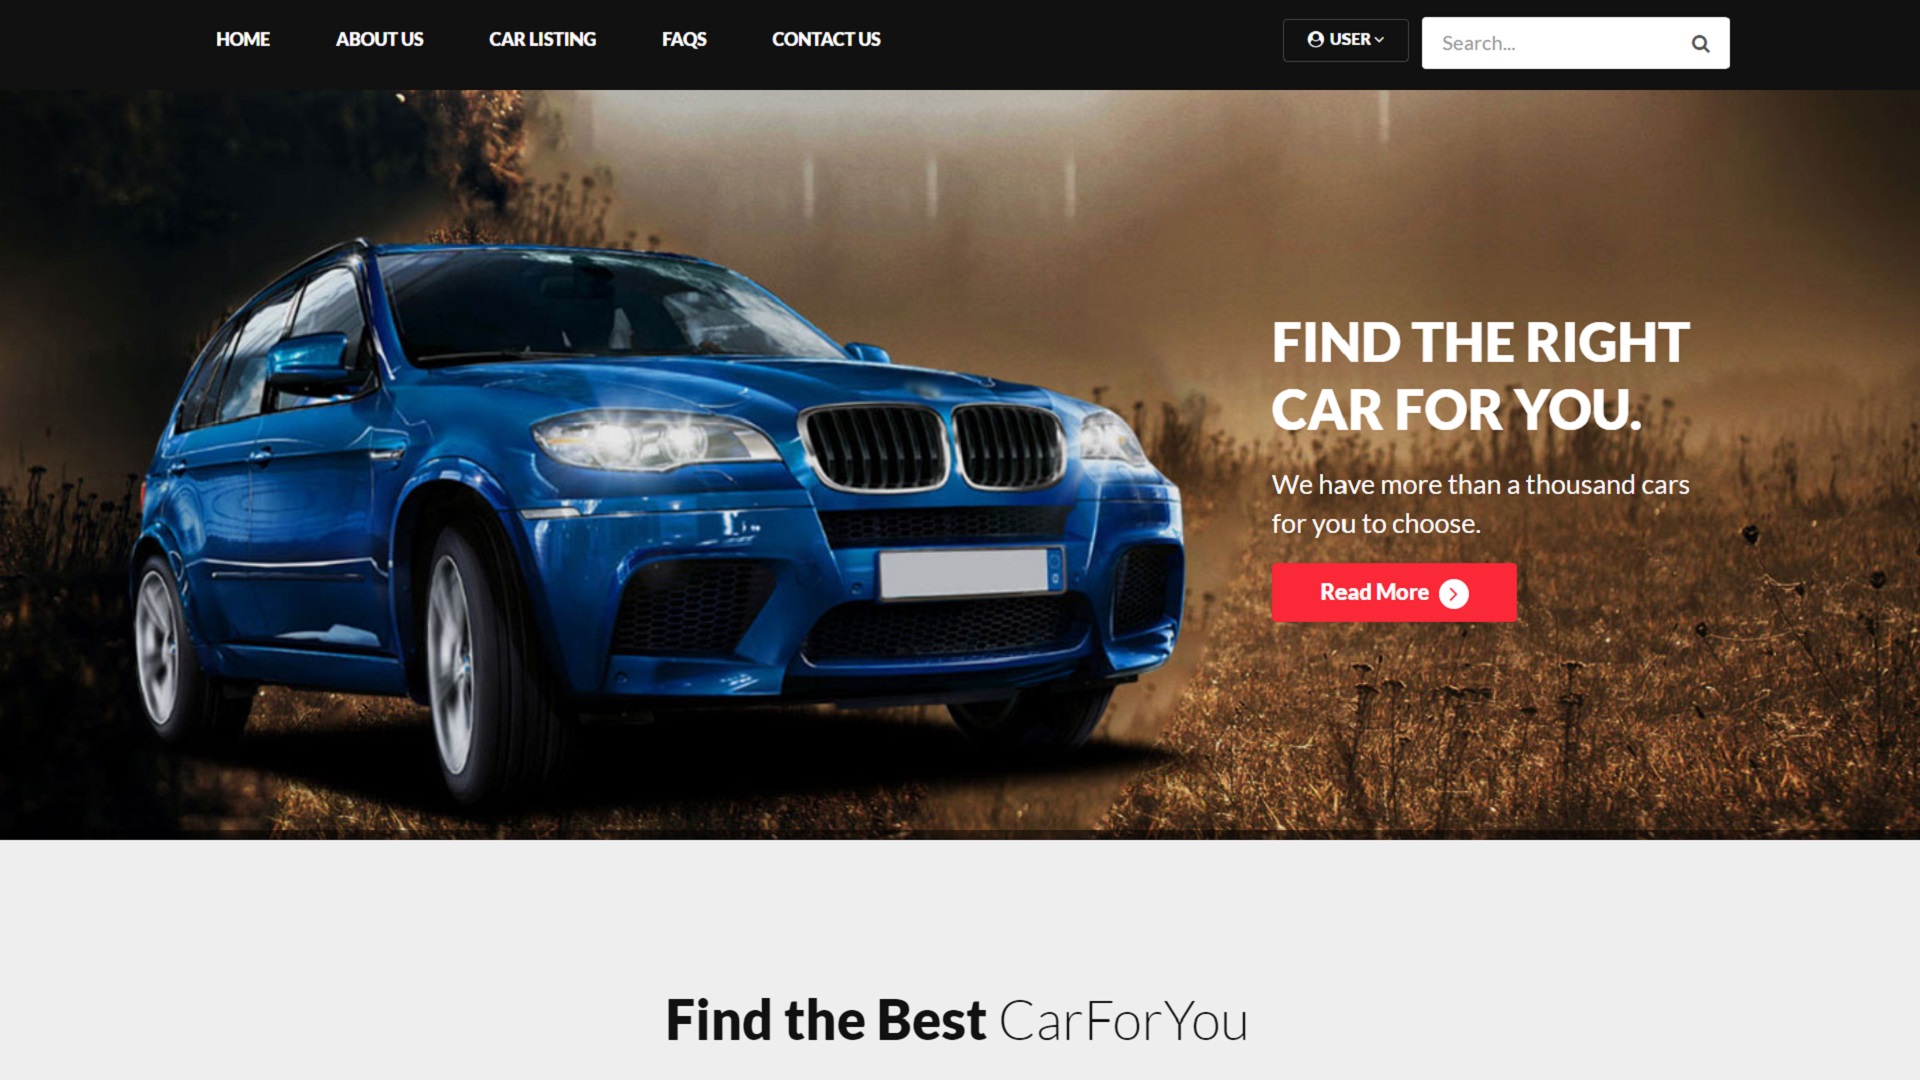 HOME ABOUT US CAR LISTING FAQS CONTACT US USER Search...
FIND THE RIGHT
CAR FOR YOU.
We have more than a thousand cars
for you to choose.
Read More
Find the Best CarForYou